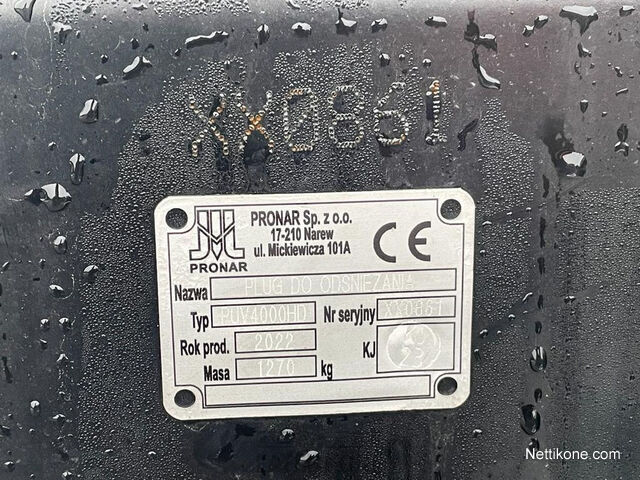 XX0861
PRONAR Sp. z o.o.
17-210 Narew
ul. Mickiewicza 101A
PRONAR
CE
Nazwa PŁUG DO ODŚNIEŻANIA
Typ PUV4000HD Nr seryjny XX0861
Rok prod. 2022 KJ
Masa 1270 kg
Nettikone.com